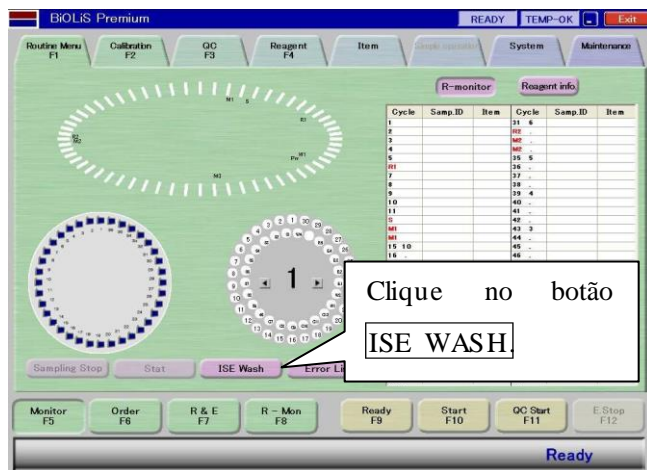 BiOLiS Premium READY TEMP-OK Exit
Routine Menu F1 Calibration F2 QC F3 Reagent F4 Item System Maintenance
R-monitor Reagent info.
Cycle Samp.ID Item Cycle Samp.ID Item
1 31 6
2 R2 .
3 M2 .
4 M2 .
5 35 5
R1 36 .
7 37 .
8 38 .
9 39 4
10 40 .
11 41 .
S 42 .
M1 43 3
M1 44 .
15 10 45 .
16 . 46 .
1
Clique no botão
ISE WASH.
Sampling Stop Stat ISE Wash
Monitor F5 Order F6 R & E F7 R - Mon F8 Ready F9 Start F10 QC Start F11 E.Stop F12
Ready